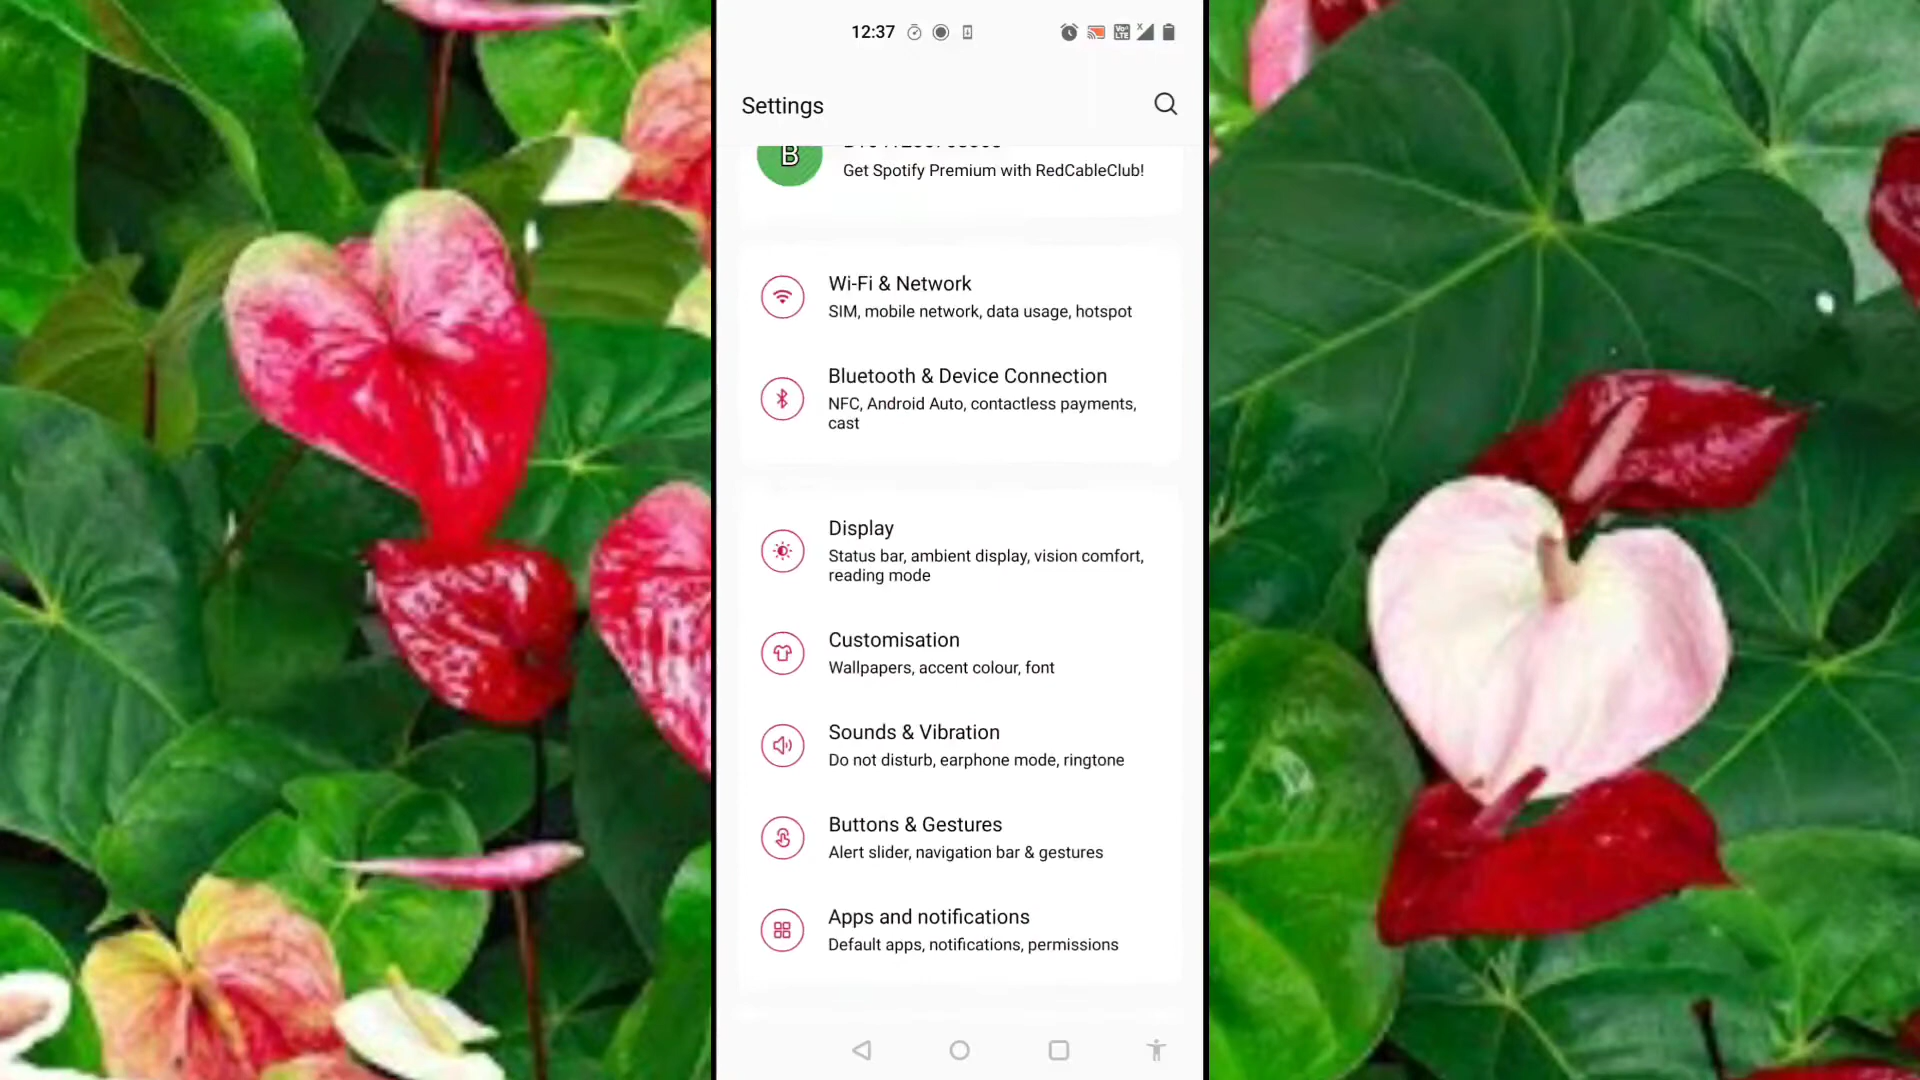 12:37
Settings
B
Get Spotify Premium with RedCableClub!
Wi-Fi & Network
SIM, mobile network, data usage, hotspot
Bluetooth & Device Connection
NFC, Android Auto, contactless payments,
cast
Display
Status bar, ambient display, vision comfort,
reading mode
Customisation
Wallpapers, accent colour, font
Sounds & Vibration
Do not disturb, earphone mode, ringtone
Buttons & Gestures
Alert slider, navigation bar & gestures
Apps and notifications
Default apps, notifications, permissions